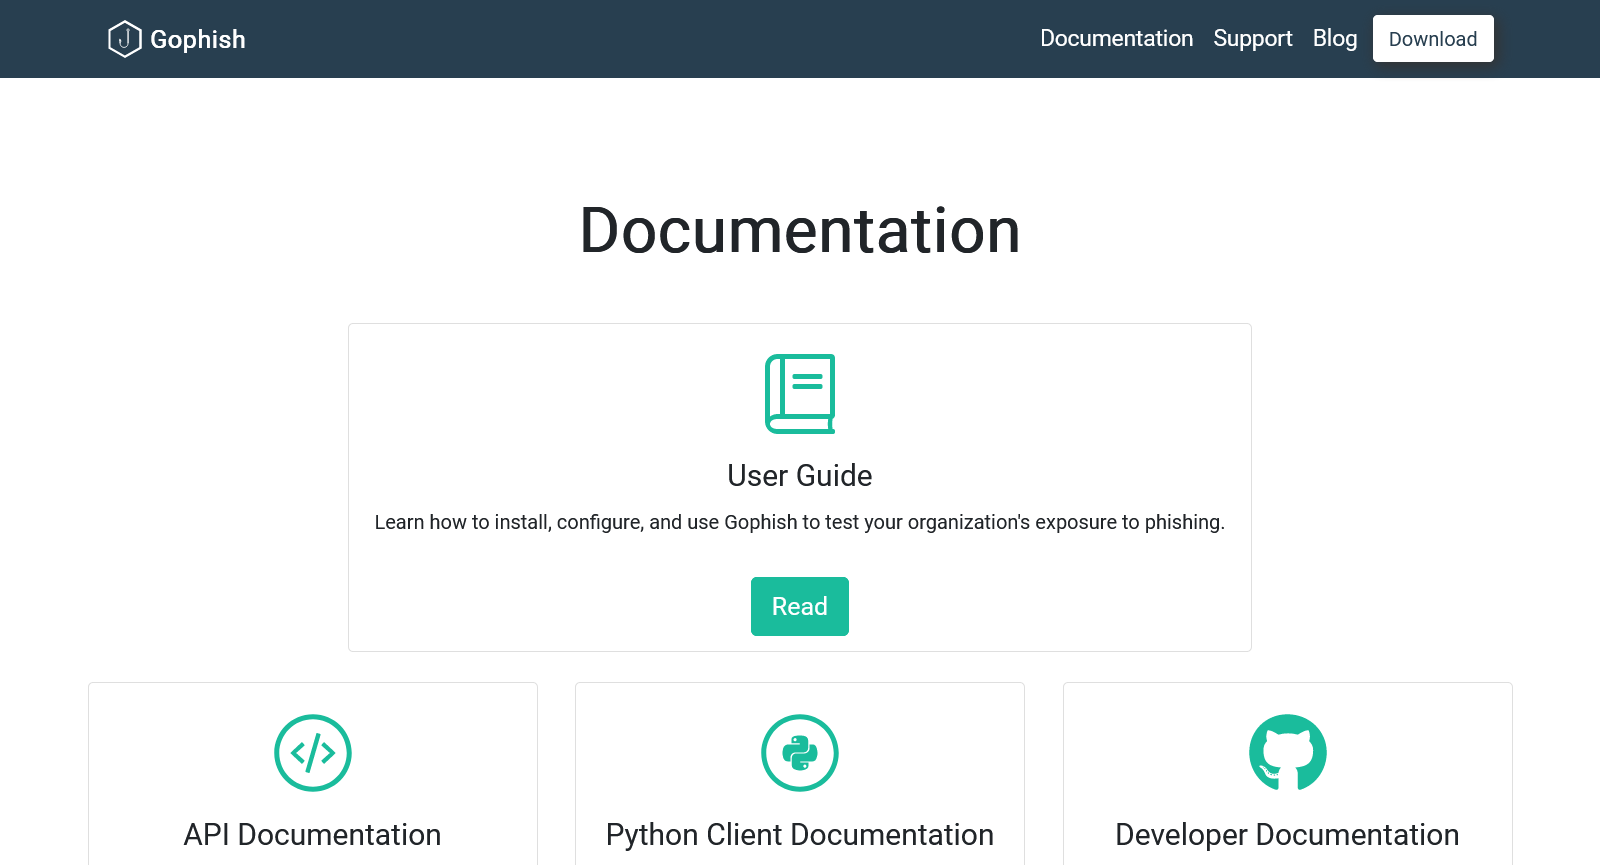 Gophish
Documentation Support Blog Download
Documentation
User Guide
Learn how to install, configure, and use Gophish to test your organization's exposure to phishing.
Read
API Documentation
Python Client Documentation
Developer Documentation